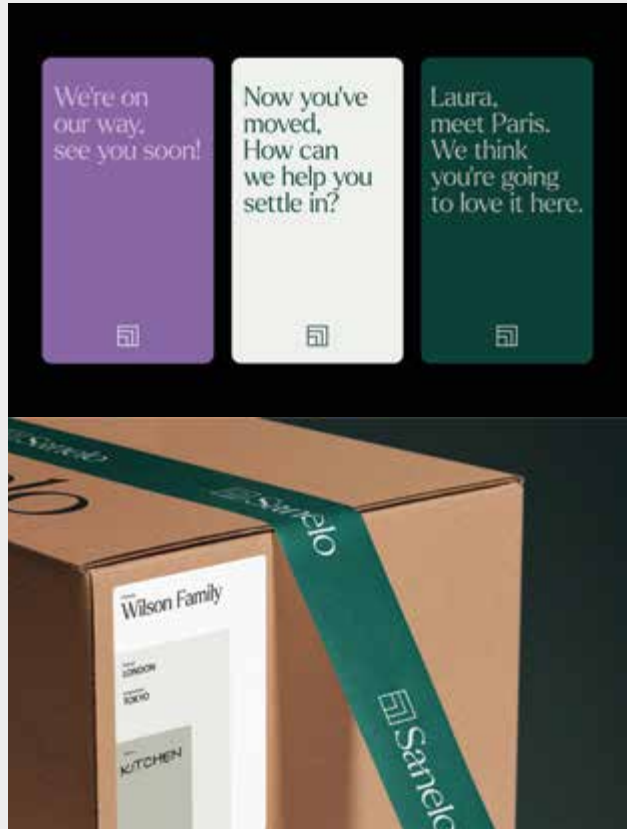 We're on
our way,
see you soon!
Now you've
moved,
How can
we help you
settle in?
Laura,
meet Paris.
We think
you're going
to love it here.
Sanelo
Sanelo
elo
Wilson Family
LONDON
TOKYO
KITCHEN
Sanelo